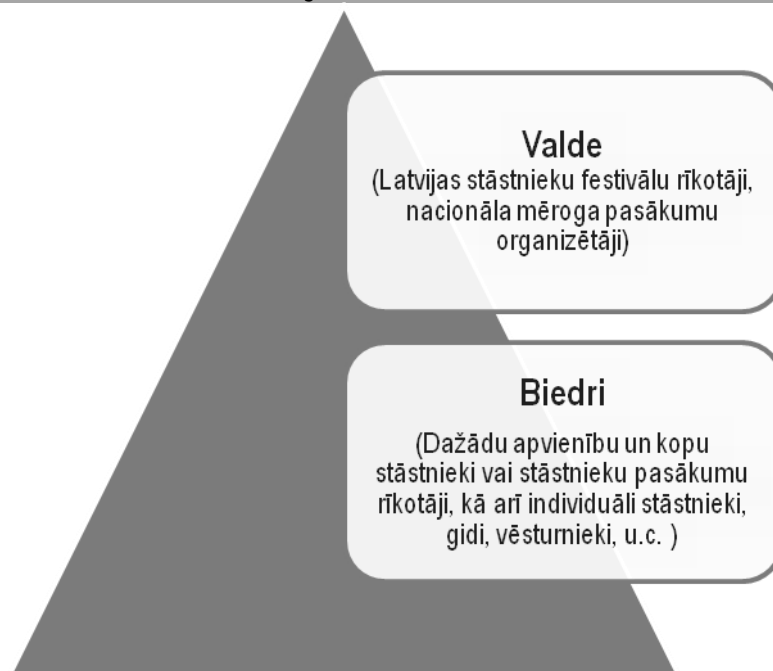 Valde
(Latvijas stāstnieku festivālu rīkotāji,
nacionāla mēroga pasākumu
organizētāji)
Biedri
(Dažādu apvienību un kopu
stāstnieki vai stāstnieku pasākumu
rīkotāji, kā arī individuāli stāstnieki,
gidi, vēsturnieki, u.c. )